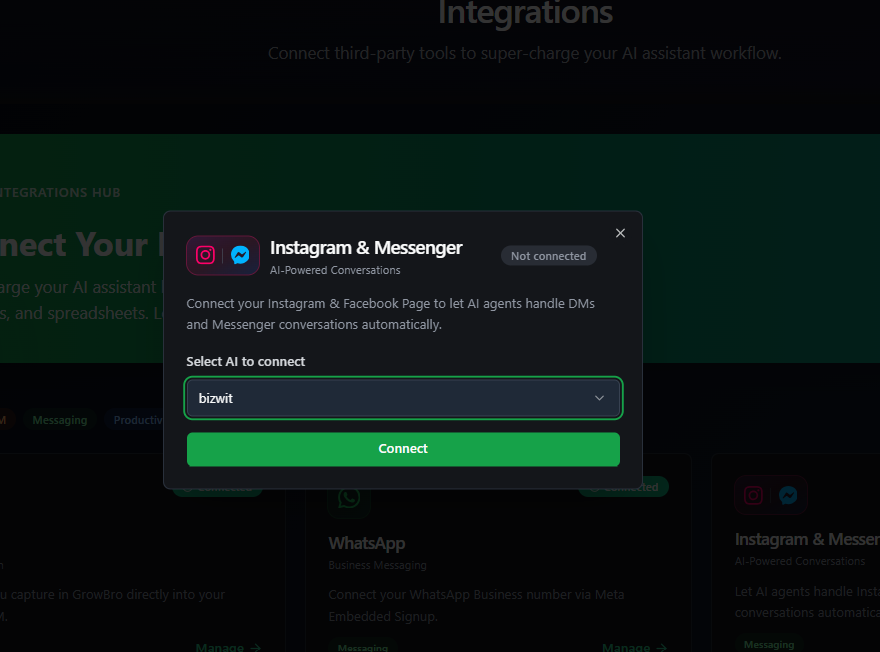 Integrations
Connect third-party tools to super-charge your AI assistant workflow.
NTEGRATIONS HUB
nnect Your
arge your AI assistant
s, and spreadsheets.
Instagram & Messenger
AI-Powered Conversations
Not connected
Connect your Instagram & Facebook Page to let AI agents handle DMs
and Messenger conversations automatically.
Select AI to connect
bizwit
Connect
M
Messaging
Productiv
Connected
Connected
WhatsApp
Business Messaging
Connect your WhatsApp Business number via Meta
Embedded Signup.
Messaging
Manage →
u capture in GrowBro directly into your
M.
Manage →
Instagram & Messen
AI-Powered Conversations
Let AI agents handle Insta
conversations automatica
Messaging